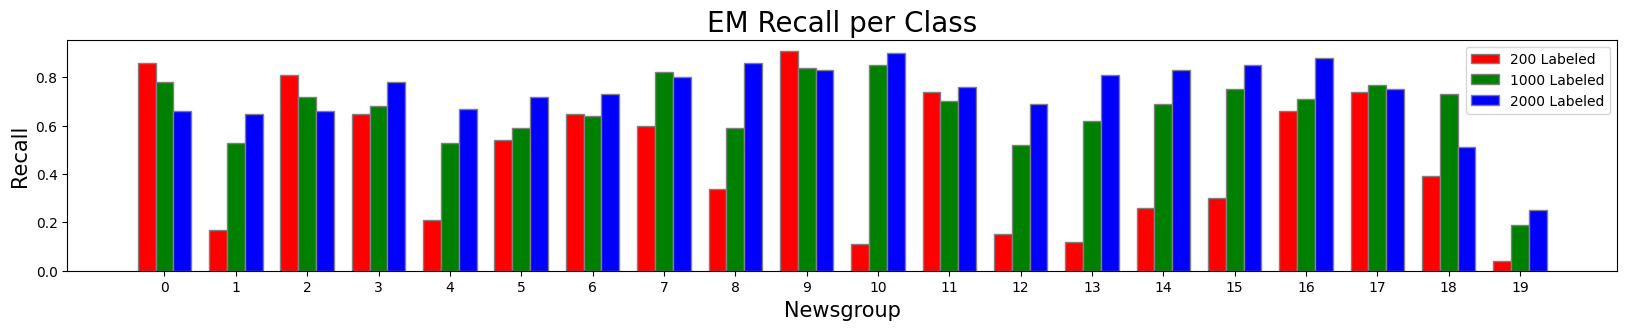 EM Recall per Class
Recall
0.8
0.6
0.4
0.2
0.0
200 Labeled
1000 Labeled
2000 Labeled
0 1 2 3 4 5 6 7 8 9 10 11 12 13 14 15 16 17 18 19
Newsgroup